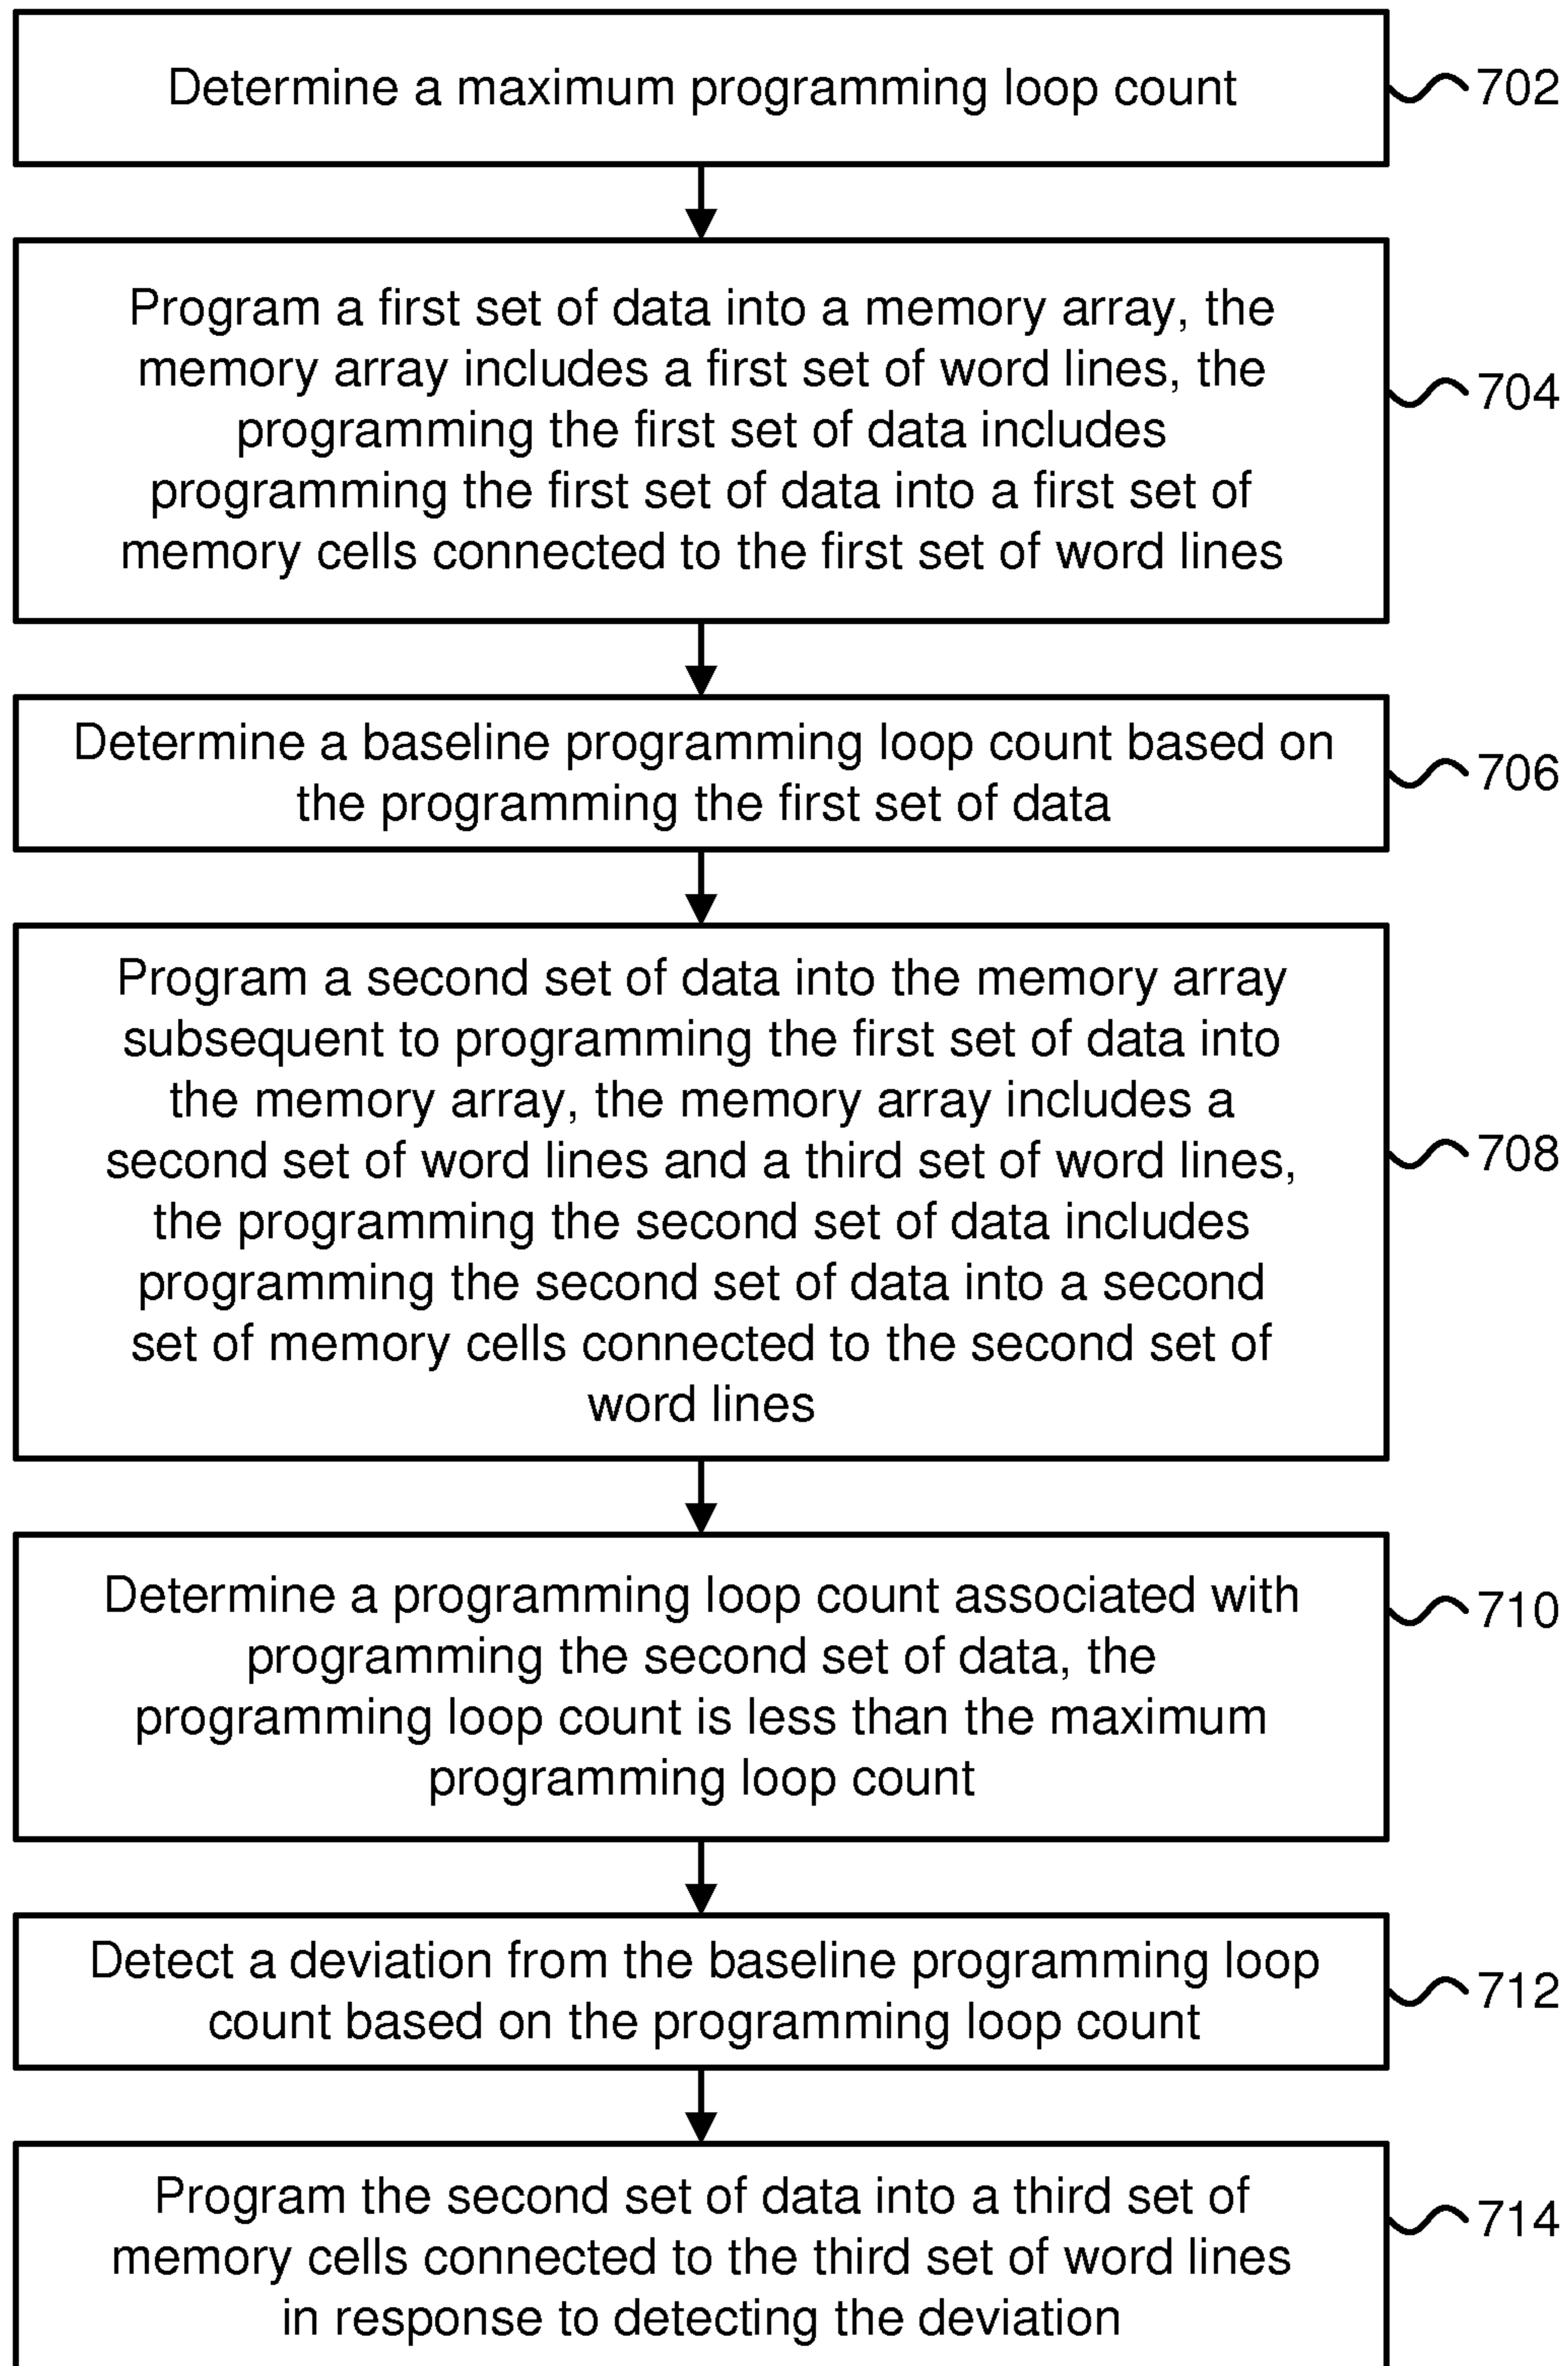 Determine a maximum programming loop count
702
Program a first set of data into a memory array, the
memory array includes a first set of word lines, the
programming the first set of data includes
programming the first set of data into a first set of
memory cells connected to the first set of word lines
704
Determine a baseline programming loop count based on
the programming the first set of data
706
Program a second set of data into the memory array
subsequent to programming the first set of data into
the memory array, the memory array includes a
second set of word lines and a third set of word lines,
the programming the second set of data includes
programming the second set of data into a second
set of memory cells connected to the second set of
word lines
708
Determine a programming loop count associated with
programming the second set of data, the
programming loop count is less than the maximum
programming loop count
710
Detect a deviation from the baseline programming loop
count based on the programming loop count
712
Program the second set of data into a third set of
memory cells connected to the third set of word lines
in response to detecting the deviation
714